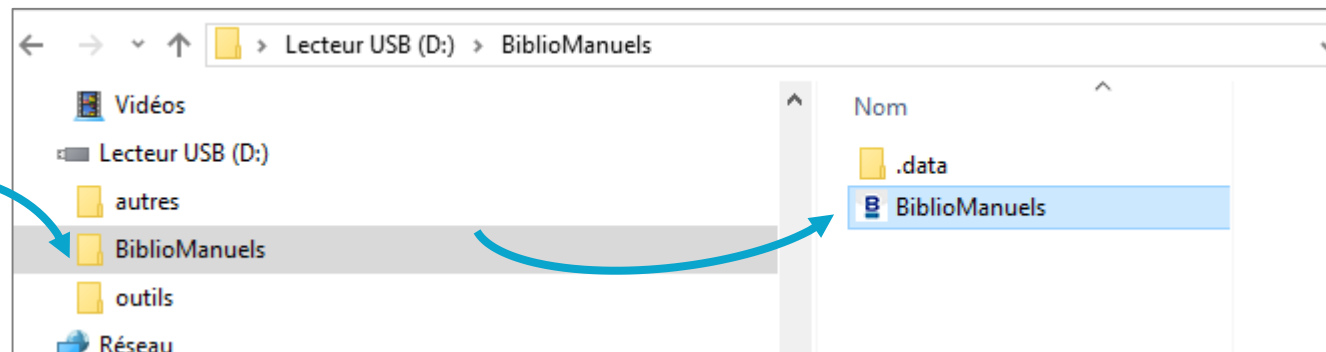 Lecteur USB (D:) > BiblioManuels
Vidéos
Lecteur USB (D:)
autres
BiblioManuels
outils
Réseau
Nom
.data
BiblioManuels